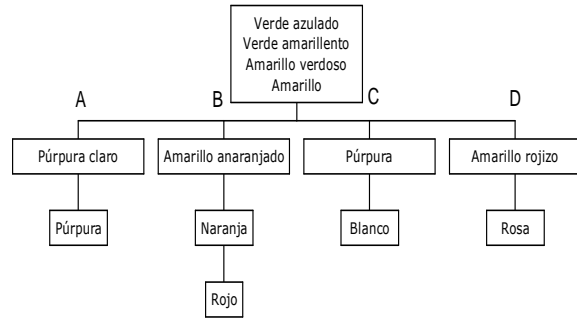 Verde azulado
Verde amarillento
Amarillo verdoso
Amarillo
A
B
C
D
Púrpura claro
Amarillo anaranjado
Púrpura
Amarillo rojizo
Púrpura
Naranja
Blanco
Rosa
Rojo